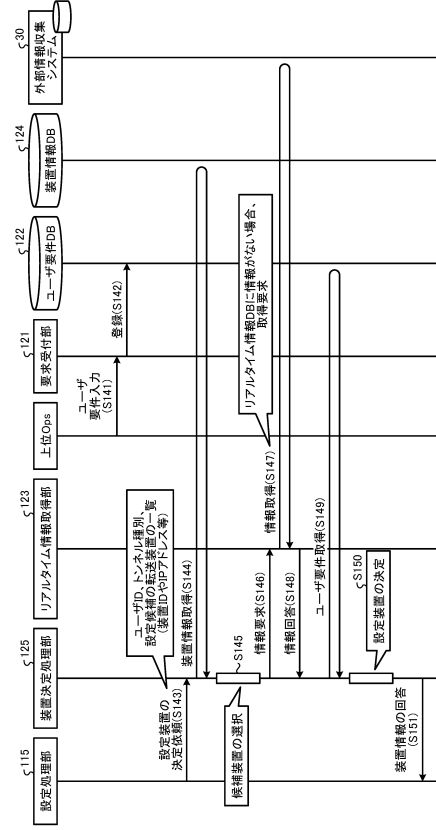 115
設定処理部
125
装置決定処理部
123
リアルタイム情報取得部
上位Ops
121
要求受付部
122
ユーザ要件DB
124
装置情報DB
30
外部情報収集
システム
ユーザ
要件入力
(S141)
登録(S142)
ユーザID、トンネル種別、
設定候補の転送装置の一覧
(装置IDやIPアドレス等)
設定装置の
決定依頼(S143)
装置情報取得(S144)
S145
候補装置の選択
情報要求(S146)
リアルタイム情報DBに情報がない場合、
取得要求
情報取得(S147)
情報回答(S148)
ユーザ要件取得(S149)
S150
設定装置の決定
装置情報の回答
(S151)